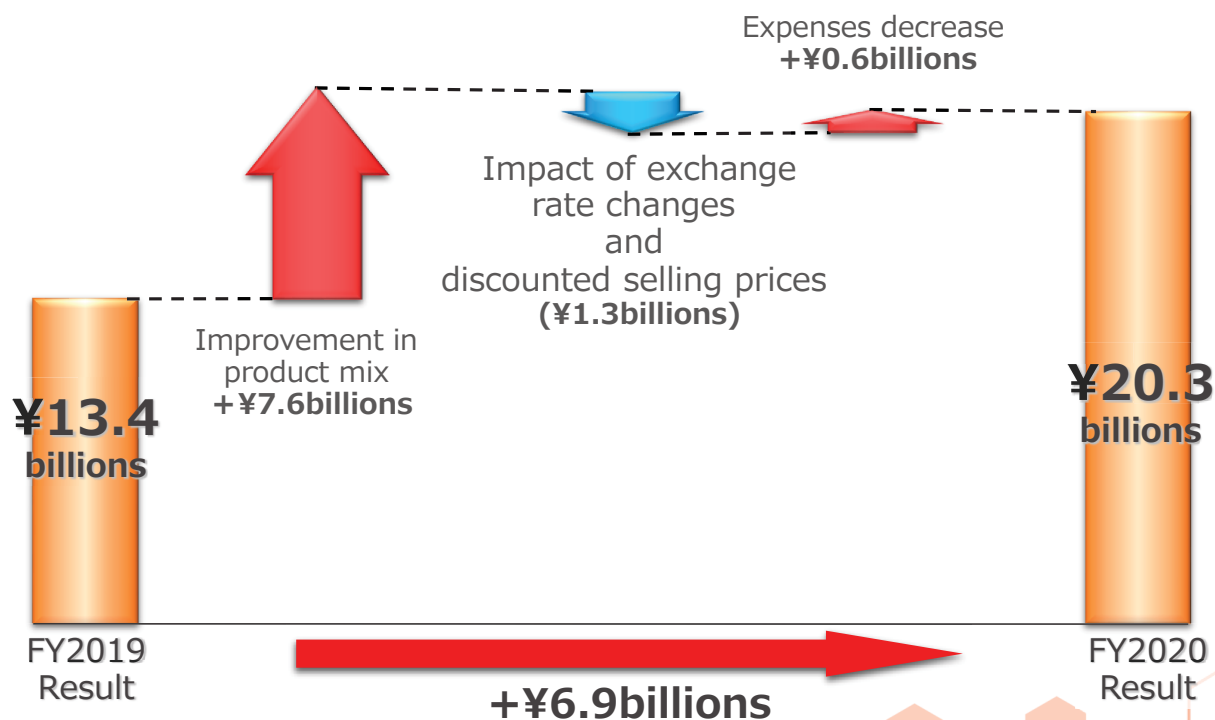 Expenses decrease
+¥0.6billions
Impact of exchange
rate changes
and
discounted selling prices
(¥1.3billions)
Improvement in
product mix
+¥7.6billions
¥13.4
billions
¥20.3
billions
FY2019
Result
+¥6.9billions
FY2020
Result